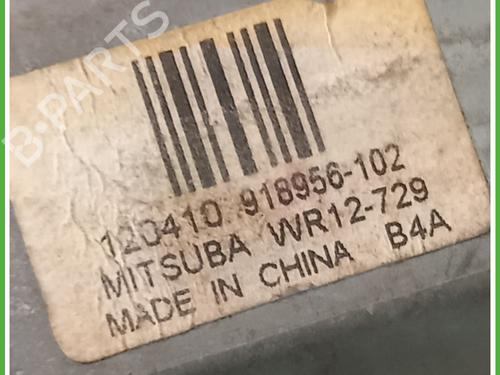 B-PARTS
120410 918956-102
MITSUBA WR12-729
MADE IN CHINA B4A